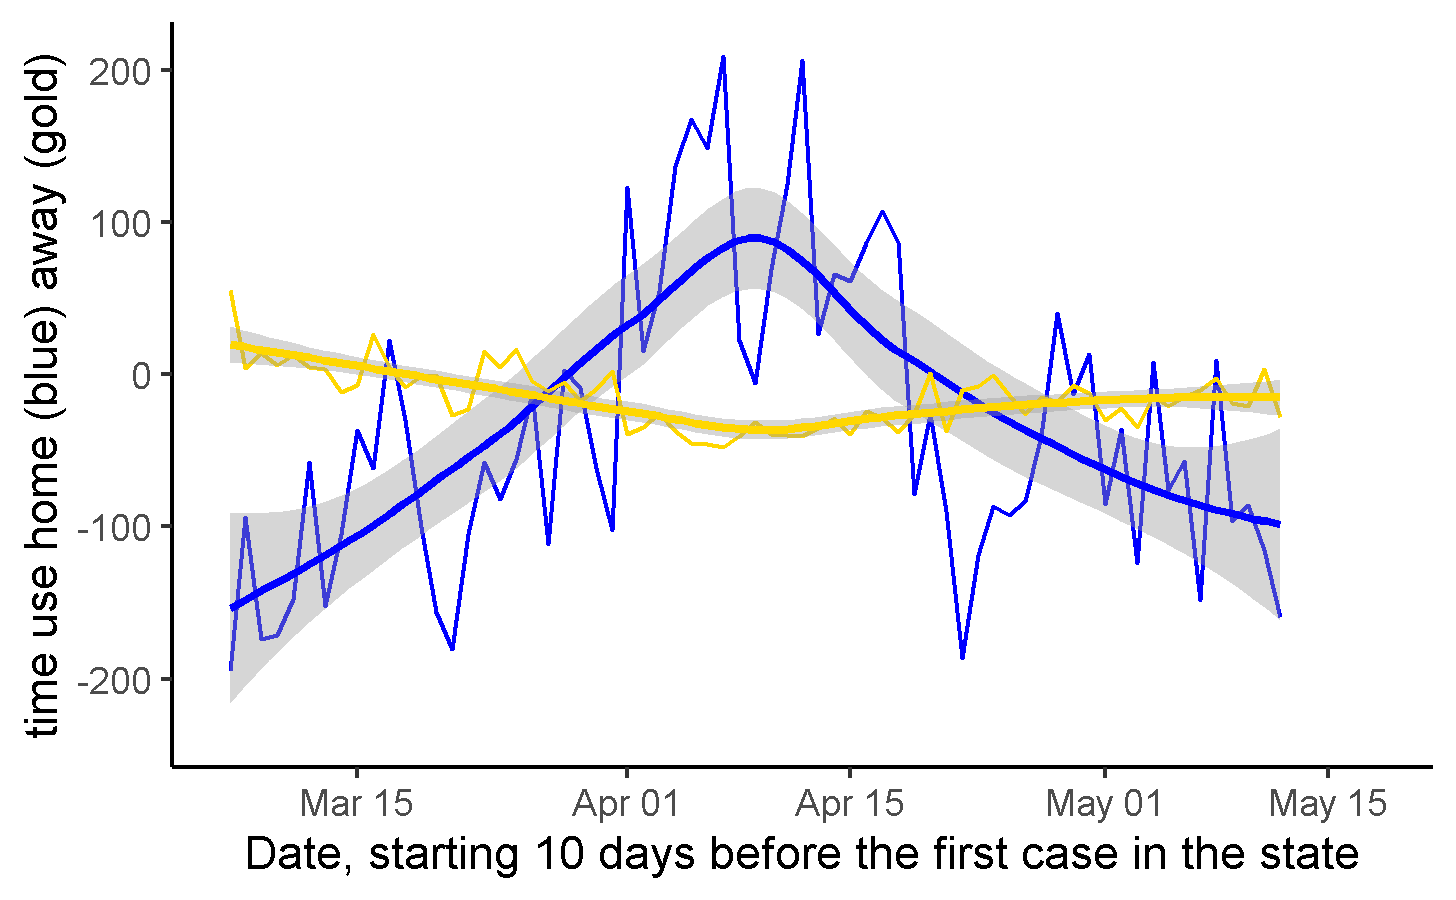 time use home (blue) away (gold)
200
100
0
-100
-200
Mar 15
Apr 01
Apr 15
May 01
May 15
Date, starting 10 days before the first case in the state